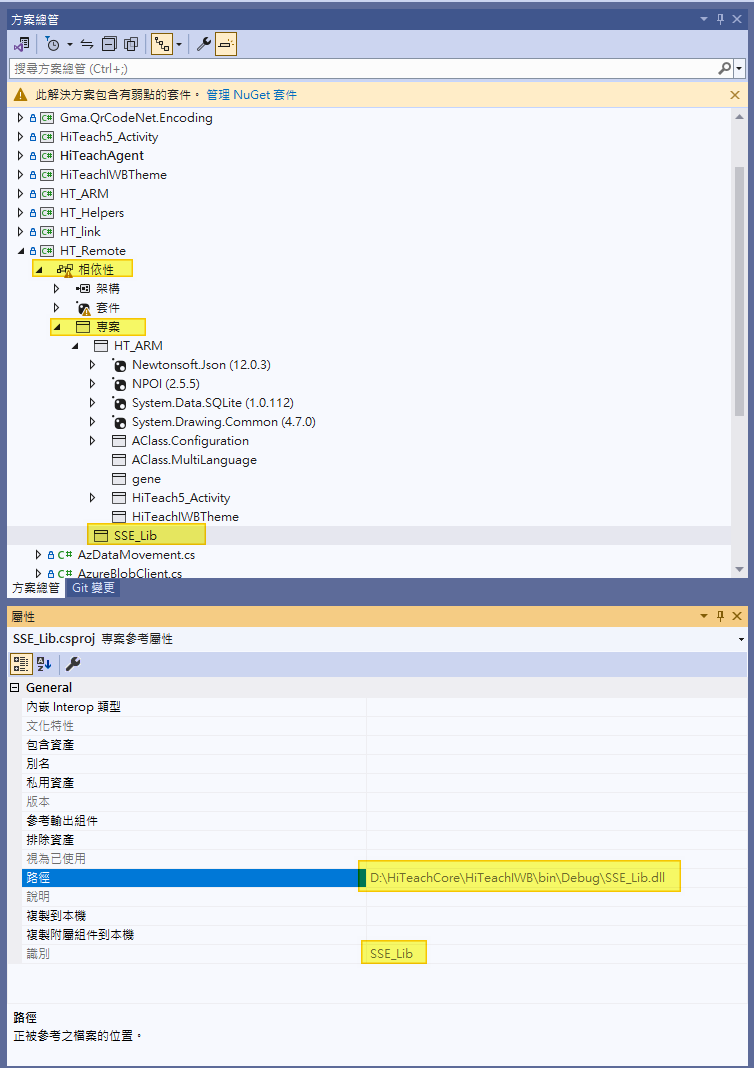 方案總管
搜尋方案總管 (Ctrl+;)
此解決方案包含有弱點的套件。 管理 NuGet 套件
C# Gma.QrCodeNet.Encoding
C# HiTeach5_Activity
C# HiTeachAgent
C# HiTeachIWBTheme
C# HT_ARM
C# HT_Helpers
C# HT_link
C# HT_Remote
相依性
架構
套件
專案
HT_ARM
Newtonsoft.Json (12.0.3)
NPOI (2.5.5)
System.Data.SQLite (1.0.112)
System.Drawing.Common (4.7.0)
AClass.Configuration
AClass.MultiLanguage
gene
HiTeach5_Activity
HiTeachIWBTheme
SSE_Lib
C# AzDataMovement.cs
C# AzureBlobClient.cs
方案總管 Git 變更
屬性
SSE_Lib.csproj 專案參考屬性
General
內嵌 Interop 類型
文化特性
包含資產
別名
私用資產
版本
參考輸出組件
排除資產
視為已使用
路徑 D:\HiTeachCore\HiTeachIWB\bin\Debug\SSE_Lib.dll
說明
複製到本機
複製附屬組件到本機
識別 SSE_Lib
路徑
正被參考之檔案的位置。